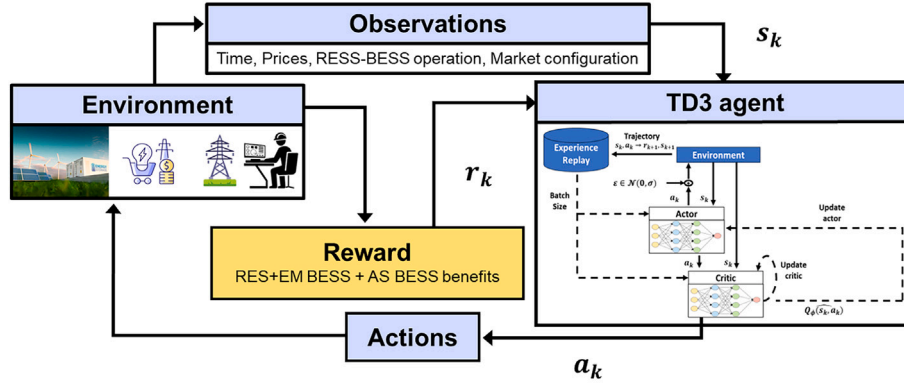 Observations
Time, Prices, RESS-BESS operation, Market configuration
s_k
Environment
TD3 agent
Experience
Replay
Trajectory
s_k, a_k → r_{k+1}, s_{k+1}
Environment
ε ∈ 𝒩(0, σ)
a_k
s_k
Batch
Size
Actor
Update
actor
a_k
s_k
Critic
Update
critic
Q_ϕ(s_k, a_k)
r_k
Reward
RES+EM BESS + AS BESS benefits
Actions
a_k